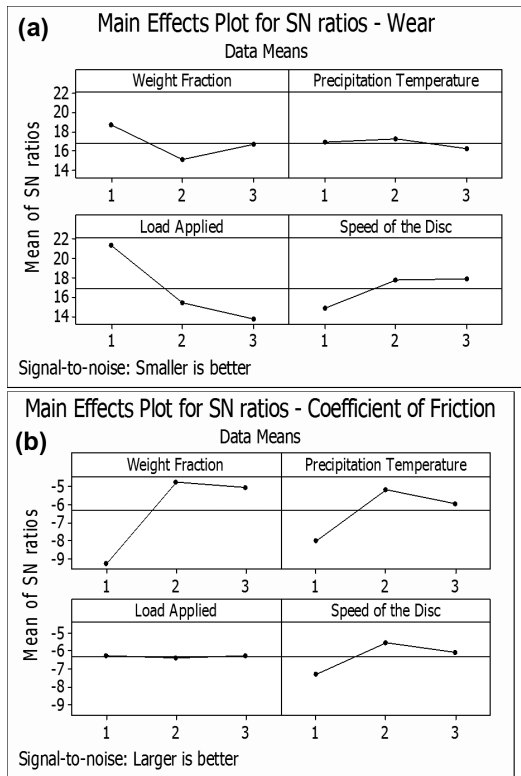 (a) Main Effects Plot for SN ratios - Wear
Data Means
Weight Fraction Precipitation Temperature
22
20
18
16
14
1 2 3 1 2 3
Load Applied Speed of the Disc
22
20
18
16
14
1 2 3 1 2 3
Mean of SN ratios
Signal-to-noise: Smaller is better
Main Effects Plot for SN ratios - Coefficient of Friction
(b) Data Means
Weight Fraction Precipitation Temperature
-5
-6
-7
-8
-9
1 2 3 1 2 3
Load Applied Speed of the Disc
-5
-6
-7
-8
-9
1 2 3 1 2 3
Mean of SN ratios
Signal-to-noise: Larger is better